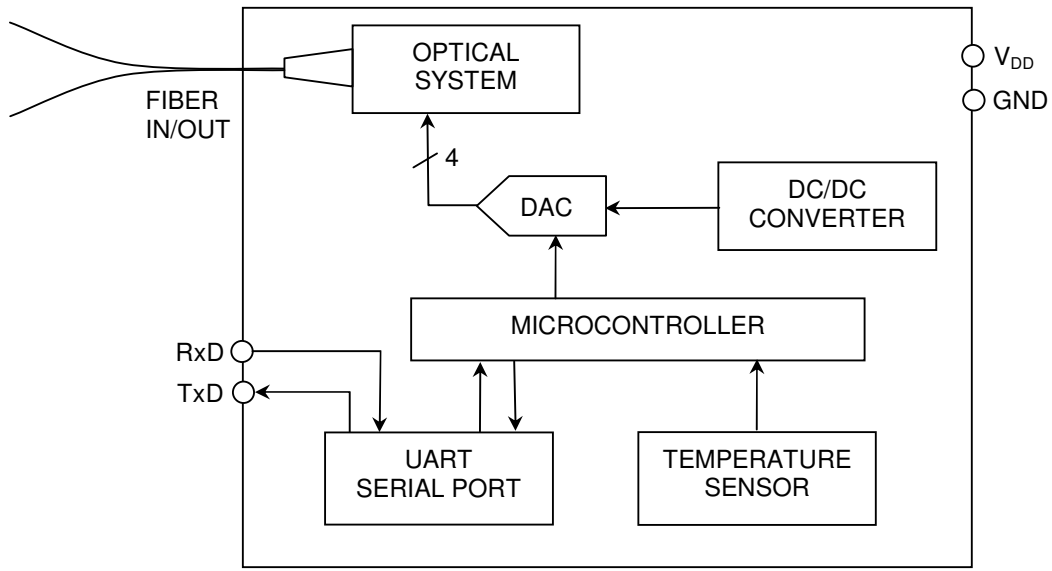 OPTICAL
SYSTEM
V_DD
GND
FIBER
IN/OUT
4
DAC
DC/DC
CONVERTER
MICROCONTROLLER
RxD
TxD
UART
SERIAL PORT
TEMPERATURE
SENSOR